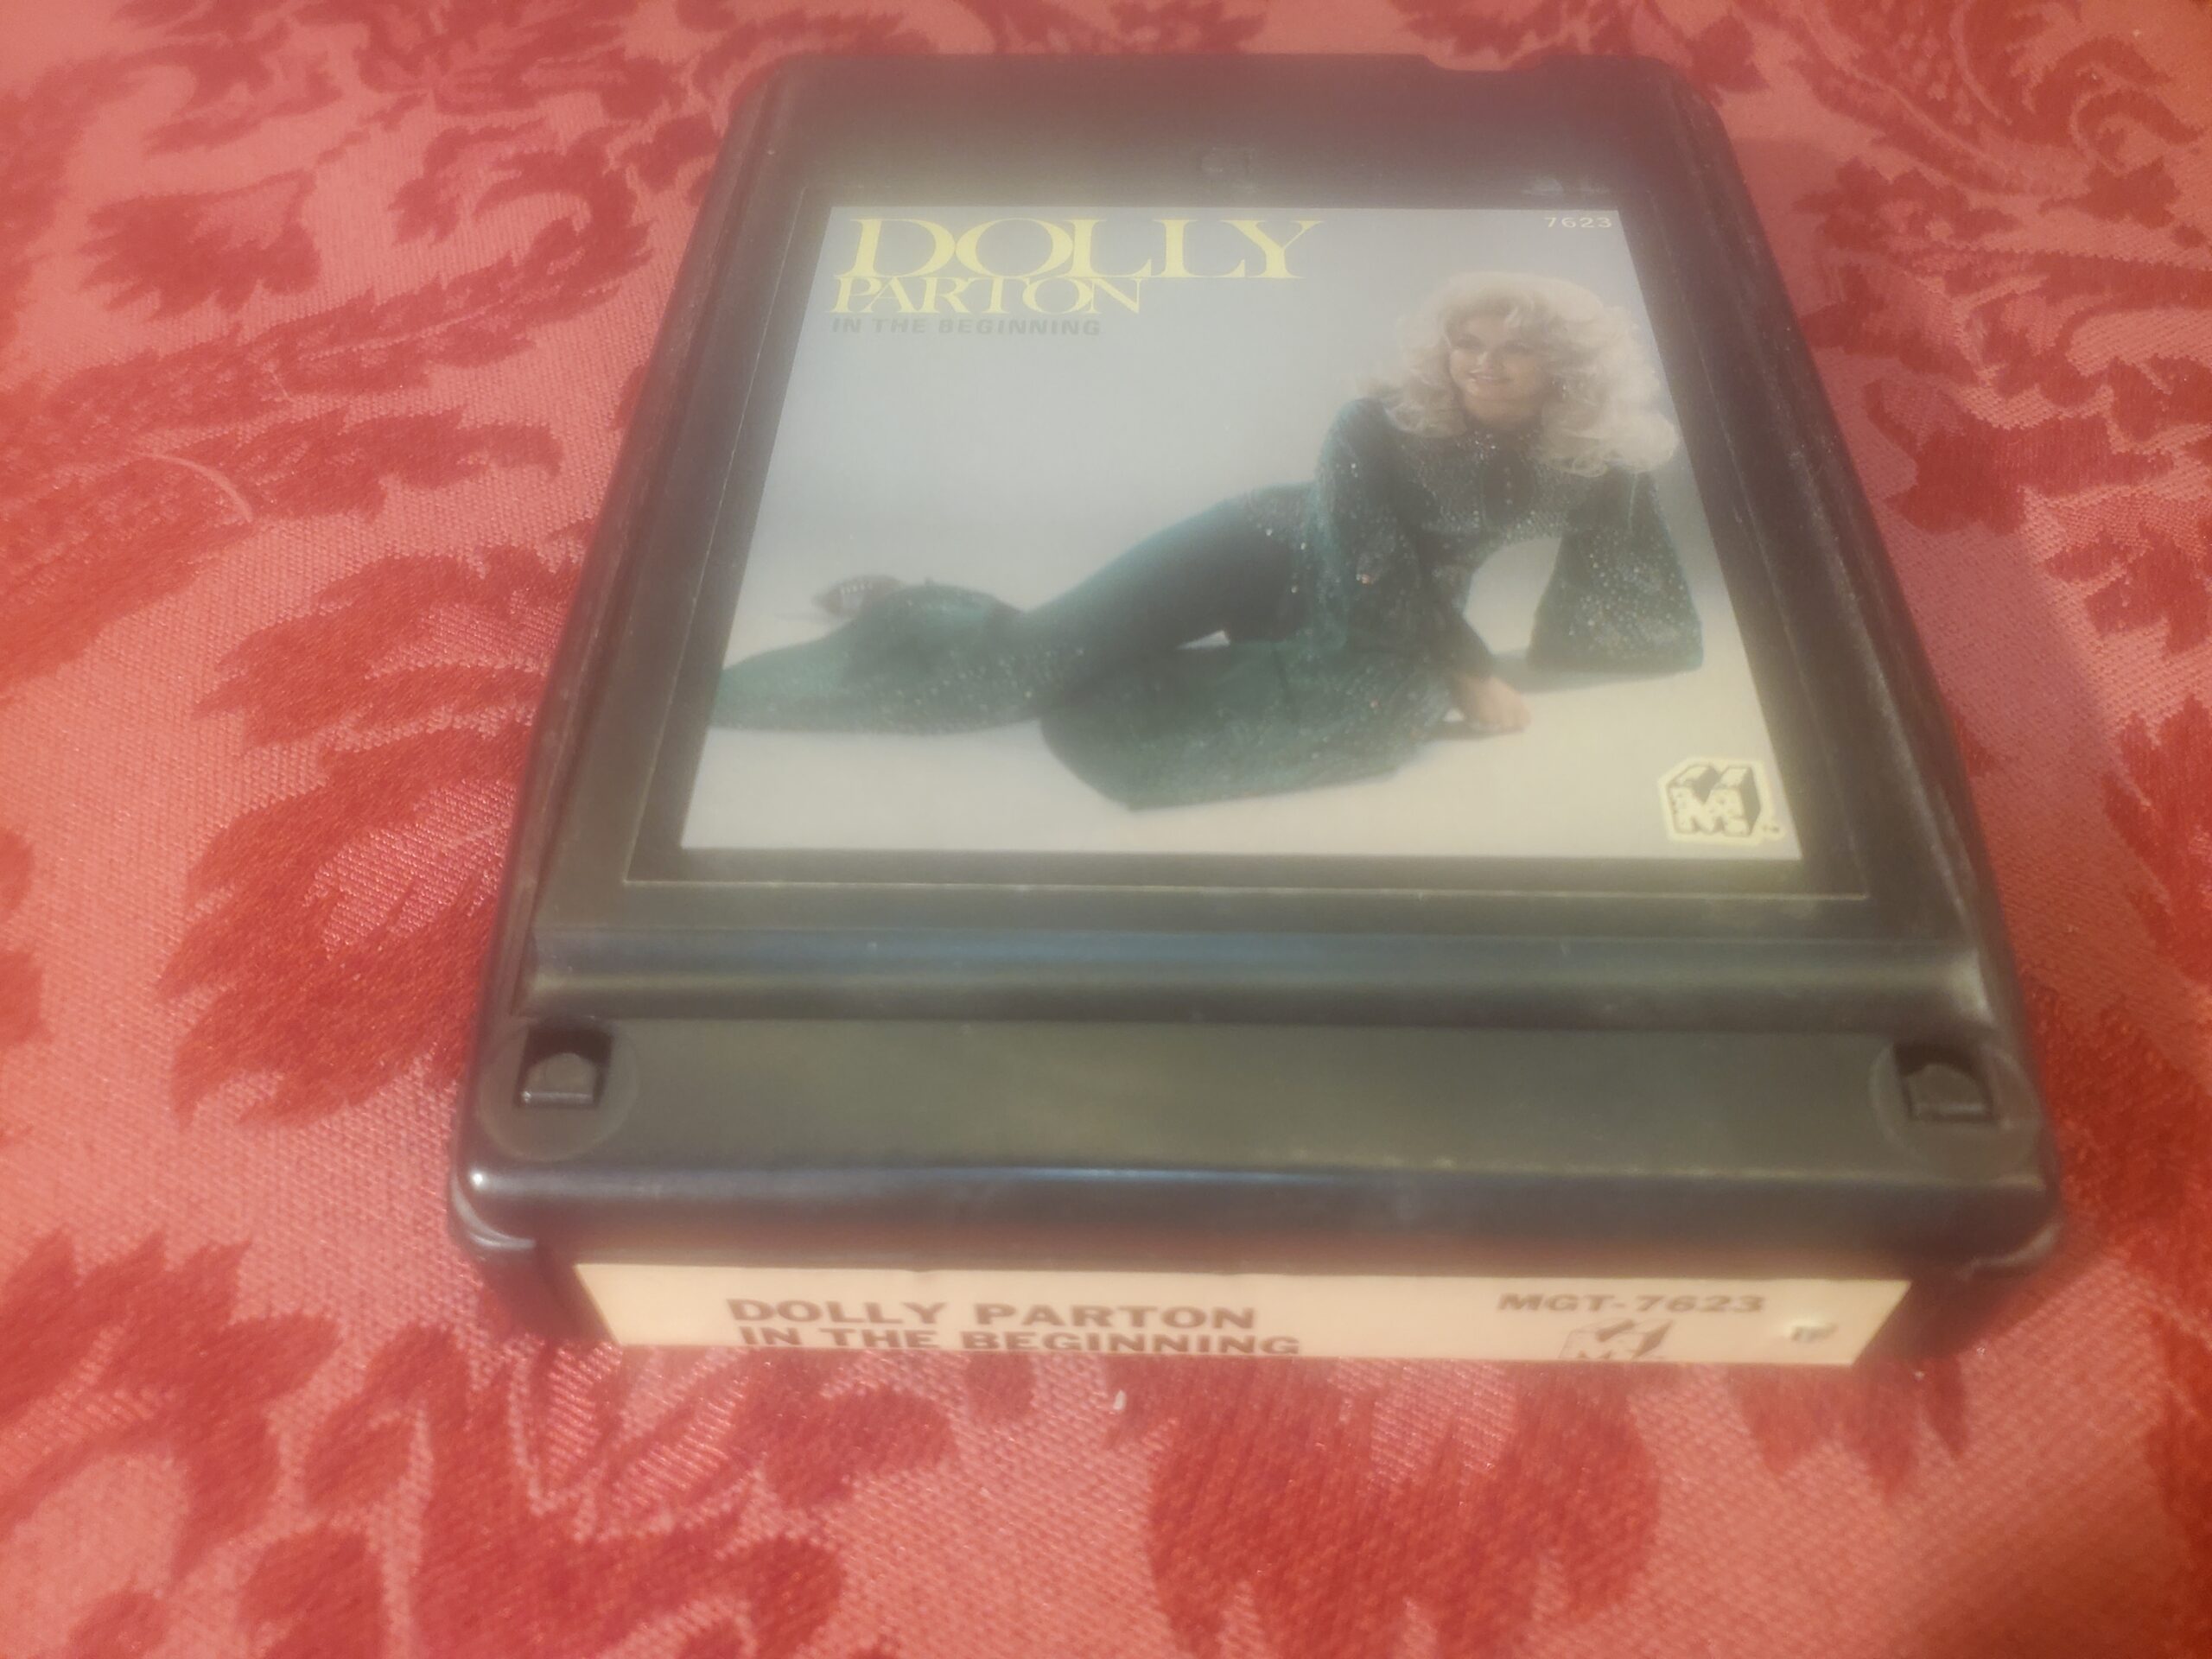 DOLLY
PARTON
IN THE BEGINNING
7623
DOLLY PARTON
IN THE BEGINNING
MGT-7623